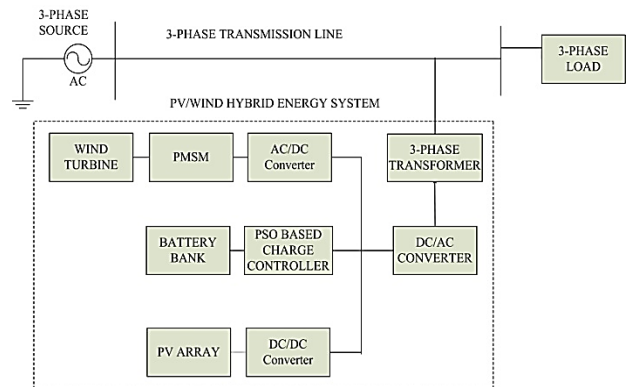 3-PHASE
SOURCE
AC
3-PHASE TRANSMISSION LINE
3-PHASE
LOAD
PV/WIND HYBRID ENERGY SYSTEM
WIND
TURBINE
PMSM
AC/DC
Converter
3-PHASE
TRANSFORMER
BATTERY
BANK
PSO BASED
CHARGE
CONTROLLER
DC/AC
CONVERTER
PV ARRAY
DC/DC
Converter